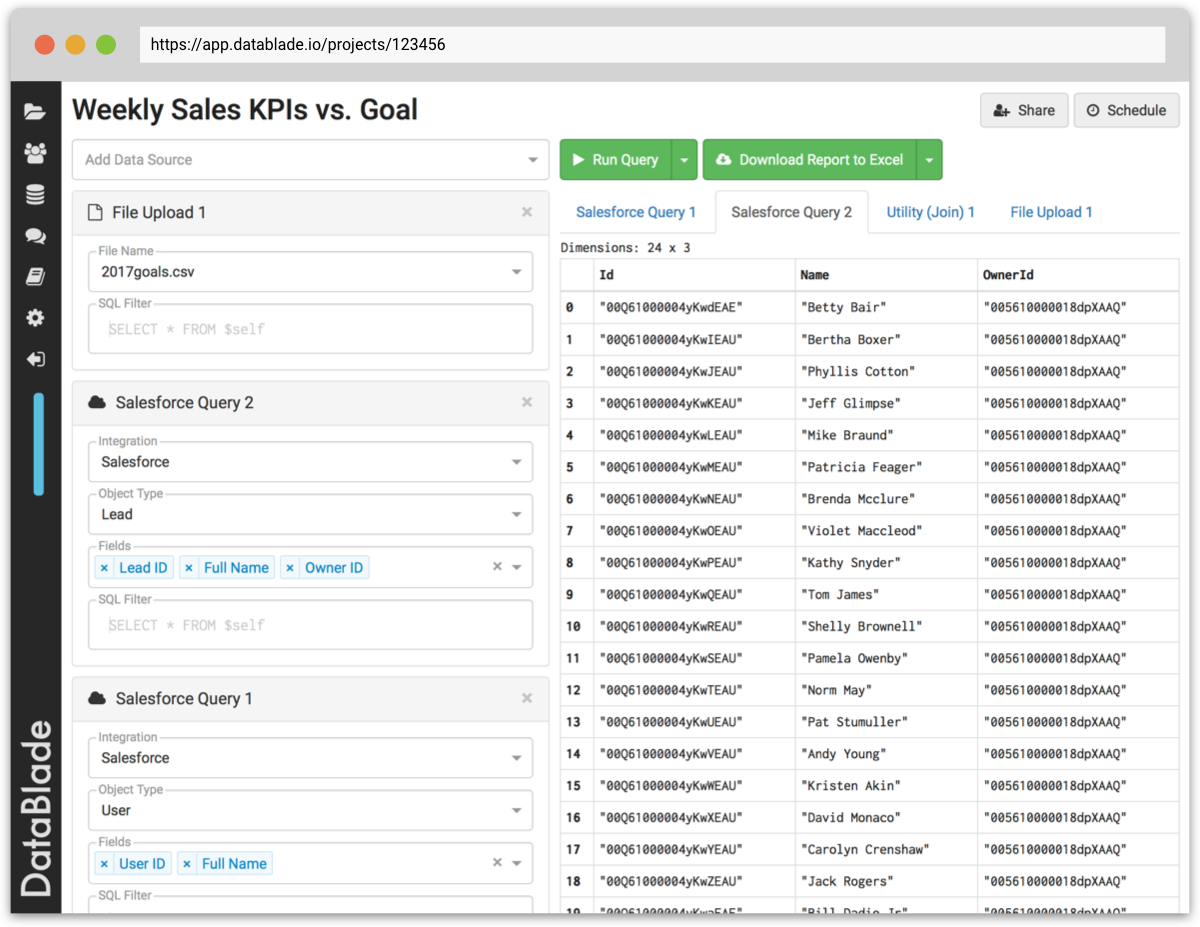 https://app.datablade.io/projects/123456
Weekly Sales KPIs vs. Goal
Share
Schedule
Add Data Source
Run Query
Download Report to Excel
File Upload 1
File Name
2017goals.csv
SQL Filter
SELECT * FROM $self
Salesforce Query 2
Integration
Salesforce
Object Type
Lead
Fields
× Lead ID × Full Name × Owner ID
SQL Filter
SELECT * FROM $self
Salesforce Query 1
Integration
Salesforce
Object Type
User
Fields
× User ID × Full Name
SQL Filter
DataBlade
Salesforce Query 1 Salesforce Query 2 Utility (Join) 1 File Upload 1
Dimensions: 24 x 3
Id Name OwnerId
0 "00Q61000004yKwdEAE" "Betty Bair" "005610000018dpXAAQ"
1 "00Q61000004yKwIEAU" "Bertha Boxer" "005610000018dpXAAQ"
2 "00Q61000004yKwJEAU" "Phyllis Cotton" "005610000018dpXAAQ"
3 "00Q61000004yKwKEAU" "Jeff Glimpse" "005610000018dpXAAQ"
4 "00Q61000004yKwLEAU" "Mike Braund" "005610000018dpXAAQ"
5 "00Q61000004yKwMEAU" "Patricia Feager" "005610000018dpXAAQ"
6 "00Q61000004yKwNEAU" "Brenda Mcclure" "005610000018dpXAAQ"
7 "00Q61000004yKwOEAU" "Violet Maccleod" "005610000018dpXAAQ"
8 "00Q61000004yKwPEAU" "Kathy Snyder" "005610000018dpXAAQ"
9 "00Q61000004yKwQEAU" "Tom James" "005610000018dpXAAQ"
10 "00Q61000004yKwREAU" "Shelly Brownell" "005610000018dpXAAQ"
11 "00Q61000004yKwSEAU" "Pamela Owenby" "005610000018dpXAAQ"
12 "00Q61000004yKwTEAU" "Norm May" "005610000018dpXAAQ"
13 "00Q61000004yKwUEAU" "Pat Stumuller" "005610000018dpXAAQ"
14 "00Q61000004yKwVEAU" "Andy Young" "005610000018dpXAAQ"
15 "00Q61000004yKwWEAU" "Kristen Akin" "005610000018dpXAAQ"
16 "00Q61000004yKwXEAU" "David Monaco" "005610000018dpXAAQ"
17 "00Q61000004yKwYEAU" "Carolyn Crenshaw" "005610000018dpXAAQ"
18 "00Q61000004yKwZEAU" "Jack Rogers" "005610000018dpXAAQ"
19 "00Q61000004yKwaEAE" "Bill Dadio Jr" "005610000018dpXAAQ"